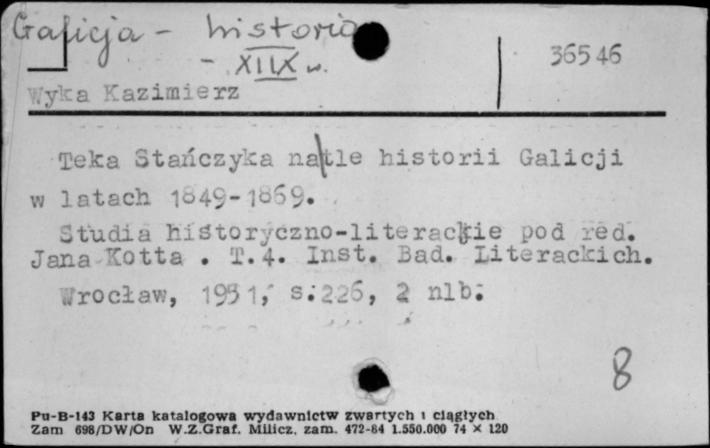 Galicja - historia
- XIX w.
36546
Wyka Kazimierz
Teka Stańczyka na tle historii Galicji
w latach 1849-1869.
Studia historyczno-literackie pod red.
Jana Kotta . T.4. Inst. Bad. Literackich.
Wrocław, 1951, s.226, 2 nlb.
8
Pu-B-143 Karta katalogowa wydawnictw zwartych i ciągłych
Zam 698/DW/On W.Z.Graf. Milicz. zam. 472-84 1.550.000 74 × 120